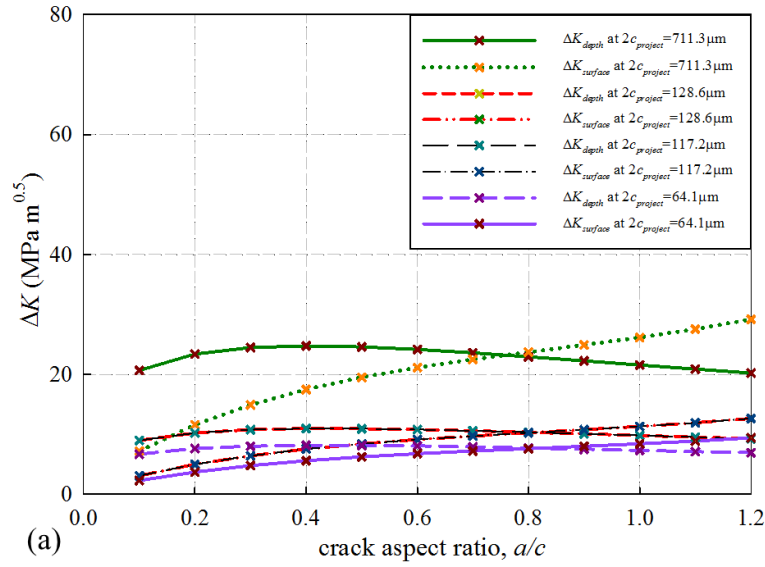 80
60
40
20
0
ΔK (MPa m^0.5)
ΔK_depth at 2c_project=711.3µm
ΔK_surface at 2c_project=711.3µm
ΔK_depth at 2c_project=128.6µm
ΔK_surface at 2c_project=128.6µm
ΔK_depth at 2c_project=117.2µm
ΔK_surface at 2c_project=117.2µm
ΔK_depth at 2c_project=64.1µm
ΔK_surface at 2c_project=64.1µm
0.0 0.2 0.4 0.6 0.8 1.0 1.2
(a)
crack aspect ratio, a/c